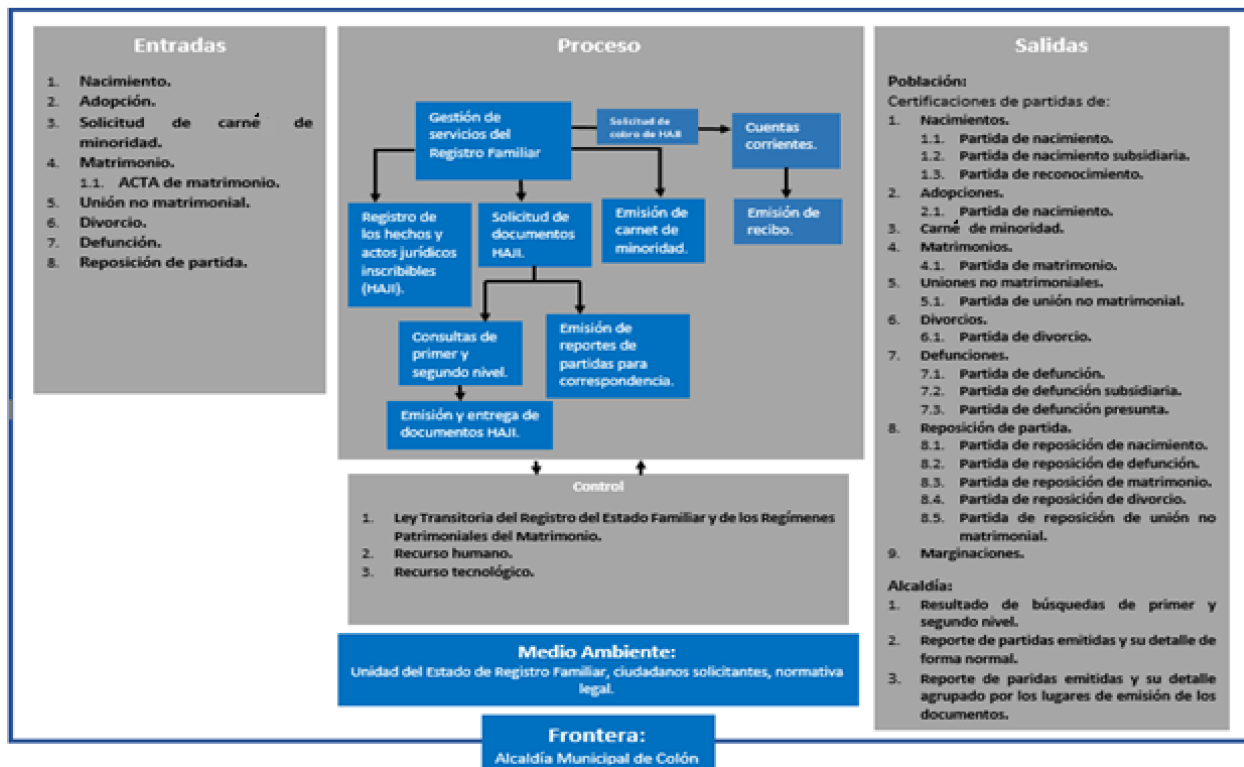 Entradas
1. Nacimiento.
2. Adopción.
3. Solicitud de carné de
minoridad.
4. Matrimonio.
1.1. ACTA de matrimonio.
5. Unión no matrimonial.
6. Divorcio.
7. Defunción.
8. Reposición de partida.
Proceso
Gestión de
servicios del
Registro Familiar
Solicitud de
cobro de HAJI
Cuentas
corrientes.
Registro de
los hechos y
actos jurídicos
inscribibles
(HAJI).
Solicitud de
documentos
HAJI.
Emisión de
carnet de
minoridad.
Emisión de
recibo.
Consultas de
primer y
segundo nivel.
Emisión de
reportes de
partidas para
correspondencia.
Emisión y entrega de
documentos HAJI.
Control
1. Ley Transitoria del Registro del Estado Familiar y de los Regímenes
Patrimoniales del Matrimonio.
2. Recurso humano.
3. Recurso tecnológico.
Medio Ambiente:
Unidad del Estado de Registro Familiar, ciudadanos solicitantes, normativa
legal.
Frontera:
Alcaldía Municipal de Colón
Salidas
Población:
Certificaciones de partidas de:
1. Nacimientos.
1.1. Partida de nacimiento.
1.2. Partida de nacimiento subsidiaria.
1.3. Partida de reconocimiento.
2. Adopciones.
2.1. Partida de nacimiento.
3. Carné de minoridad.
4. Matrimonios.
4.1. Partida de matrimonio.
5. Uniones no matrimoniales.
5.1. Partida de unión no matrimonial.
6. Divorcios.
6.1. Partida de divorcio.
7. Defunciones.
7.1. Partida de defunción.
7.2. Partida de defunción subsidiaria.
7.3. Partida de defunción presunta.
8. Reposición de partida.
8.1. Partida de reposición de nacimiento.
8.2. Partida de reposición de defunción.
8.3. Partida de reposición de matrimonio.
8.4. Partida de reposición de divorcio.
8.5. Partida de reposición de unión no
matrimonial.
9. Marginaciones.
Alcaldía:
1. Resultado de búsquedas de primer y
segundo nivel.
2. Reporte de partidas emitidas y su detalle de
forma normal.
3. Reporte de paridas emitidas y su detalle
agrupado por los lugares de emisión de los
documentos.